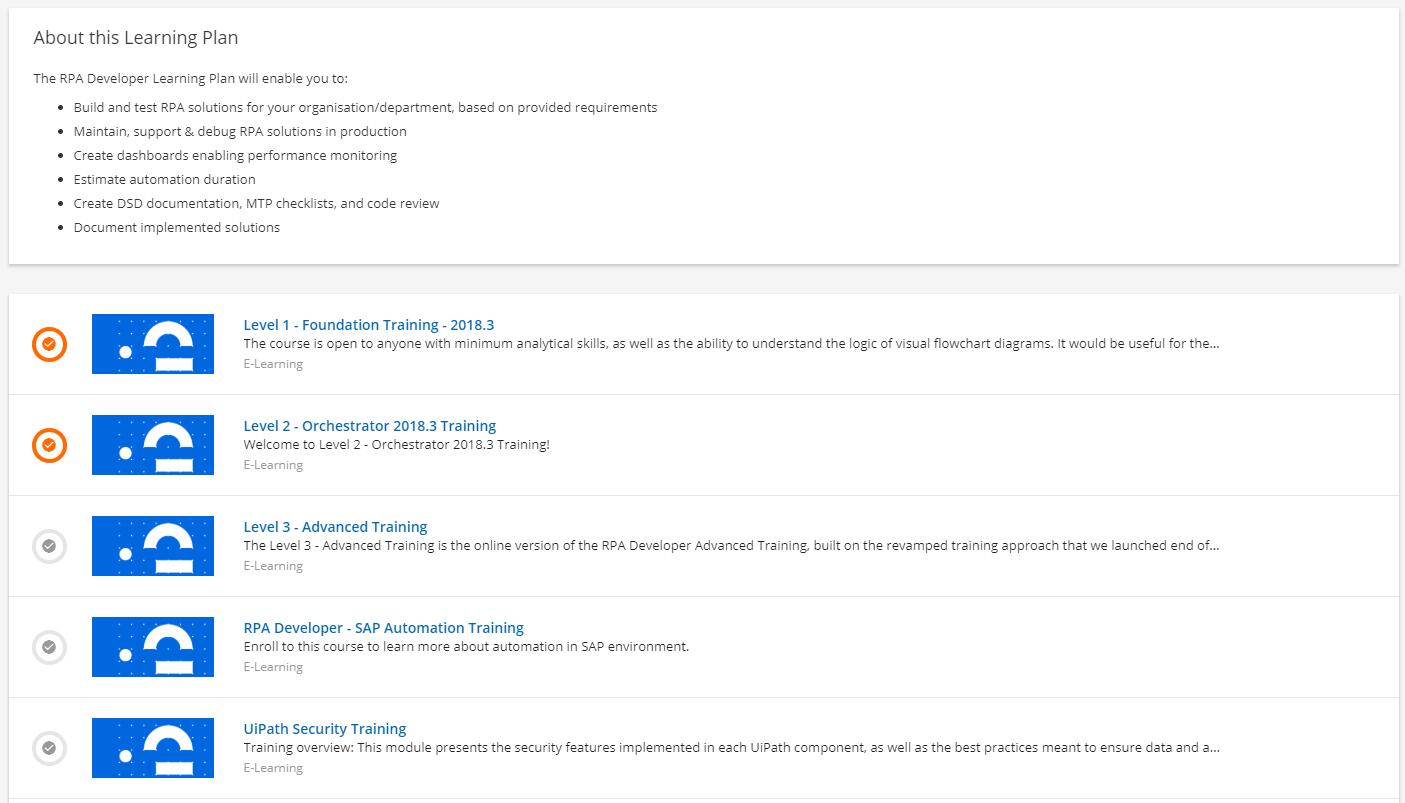 About this Learning Plan
The RPA Developer Learning Plan will enable you to:
Build and test RPA solutions for your organisation/department, based on provided requirements
Maintain, support & debug RPA solutions in production
Create dashboards enabling performance monitoring
Estimate automation duration
Create DSD documentation, MTP checklists, and code review
Document implemented solutions
Level 1 - Foundation Training - 2018.3
The course is open to anyone with minimum analytical skills, as well as the ability to understand the logic of visual flowchart diagrams. It would be useful for the...
E-Learning
Level 2 - Orchestrator 2018.3 Training
Welcome to Level 2 - Orchestrator 2018.3 Training!
E-Learning
Level 3 - Advanced Training
The Level 3 - Advanced Training is the online version of the RPA Developer Advanced Training, built on the revamped training approach that we launched end of...
E-Learning
RPA Developer - SAP Automation Training
Enroll to this course to learn more about automation in SAP environment.
E-Learning
UiPath Security Training
Training overview: This module presents the security features implemented in each UiPath component, as well as the best practices meant to ensure data and a...
E-Learning